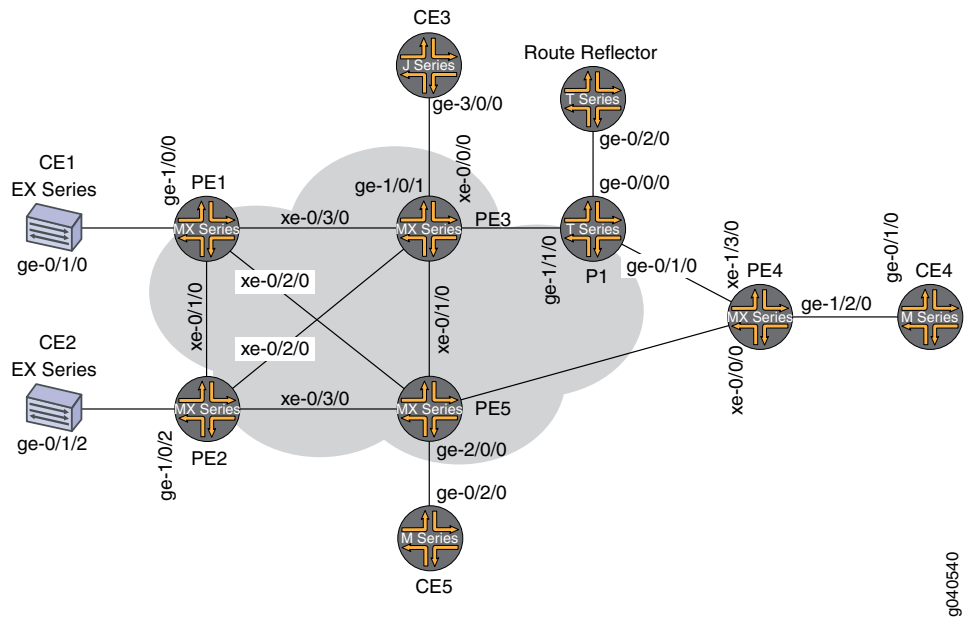 CE3
J Series
ge-3/0/0
Route Reflector
T Series
ge-0/2/0
CE1
EX Series
ge-0/1/0
ge-1/0/0
PE1
MX Series
xe-0/3/0
ge-1/0/1
xe-0/0/0
MX Series
PE3
ge-0/0/0
T Series
P1
ge-1/1/0
ge-0/1/0
xe-1/3/0
PE4
MX Series
xe-0/0/0
ge-1/2/0
ge-0/1/0
CE4
M Series
xe-0/2/0
xe-0/1/0
xe-0/2/0
xe-0/1/0
CE2
EX Series
ge-0/1/2
ge-1/0/2
MX Series
PE2
xe-0/3/0
MX Series
PE5
ge-2/0/0
ge-0/2/0
M Series
CE5
g040540